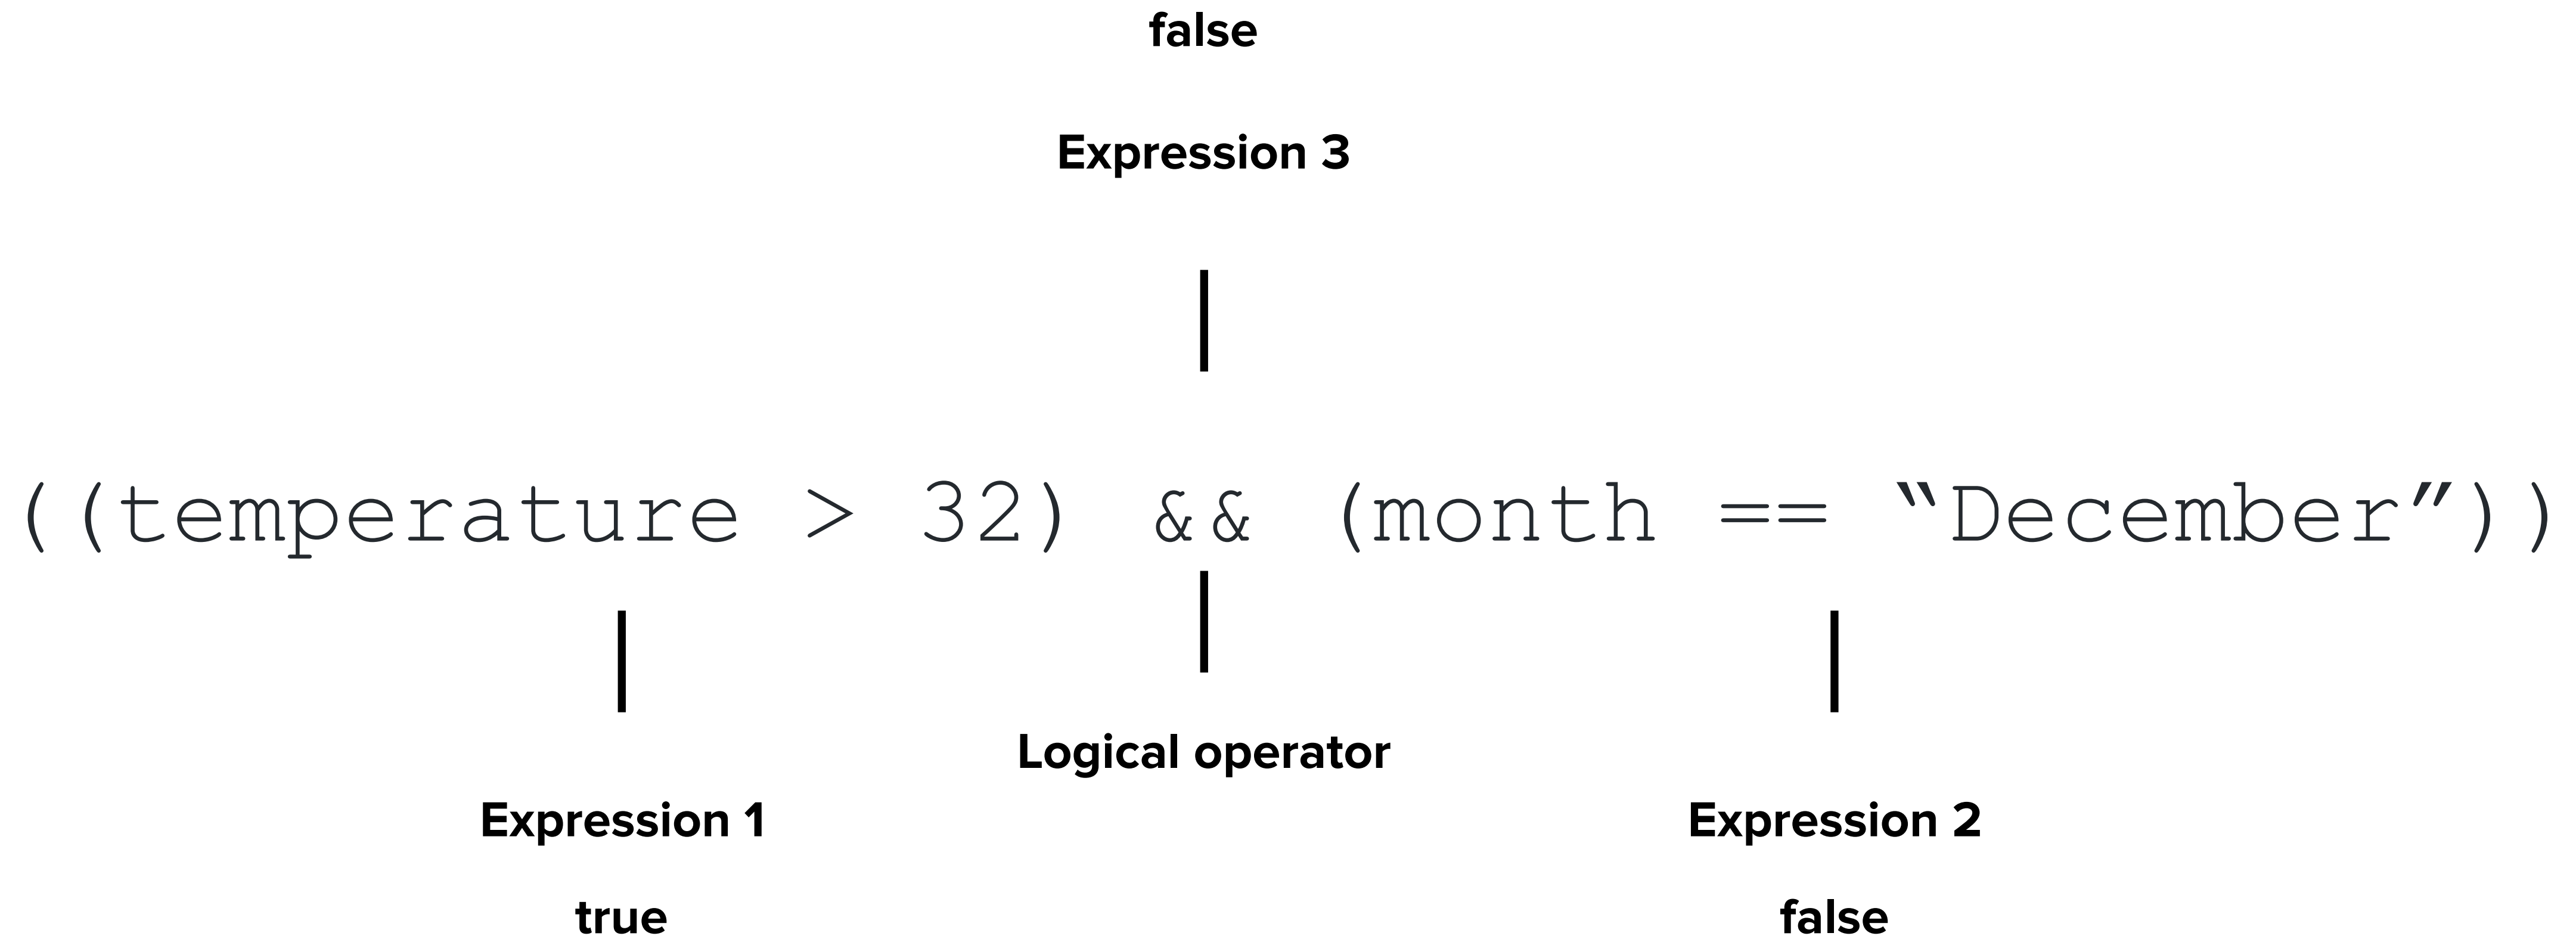 false
Expression 3
((temperature > 32) && (month == “December”))
Logical operator
Expression 1
Expression 2
true
false